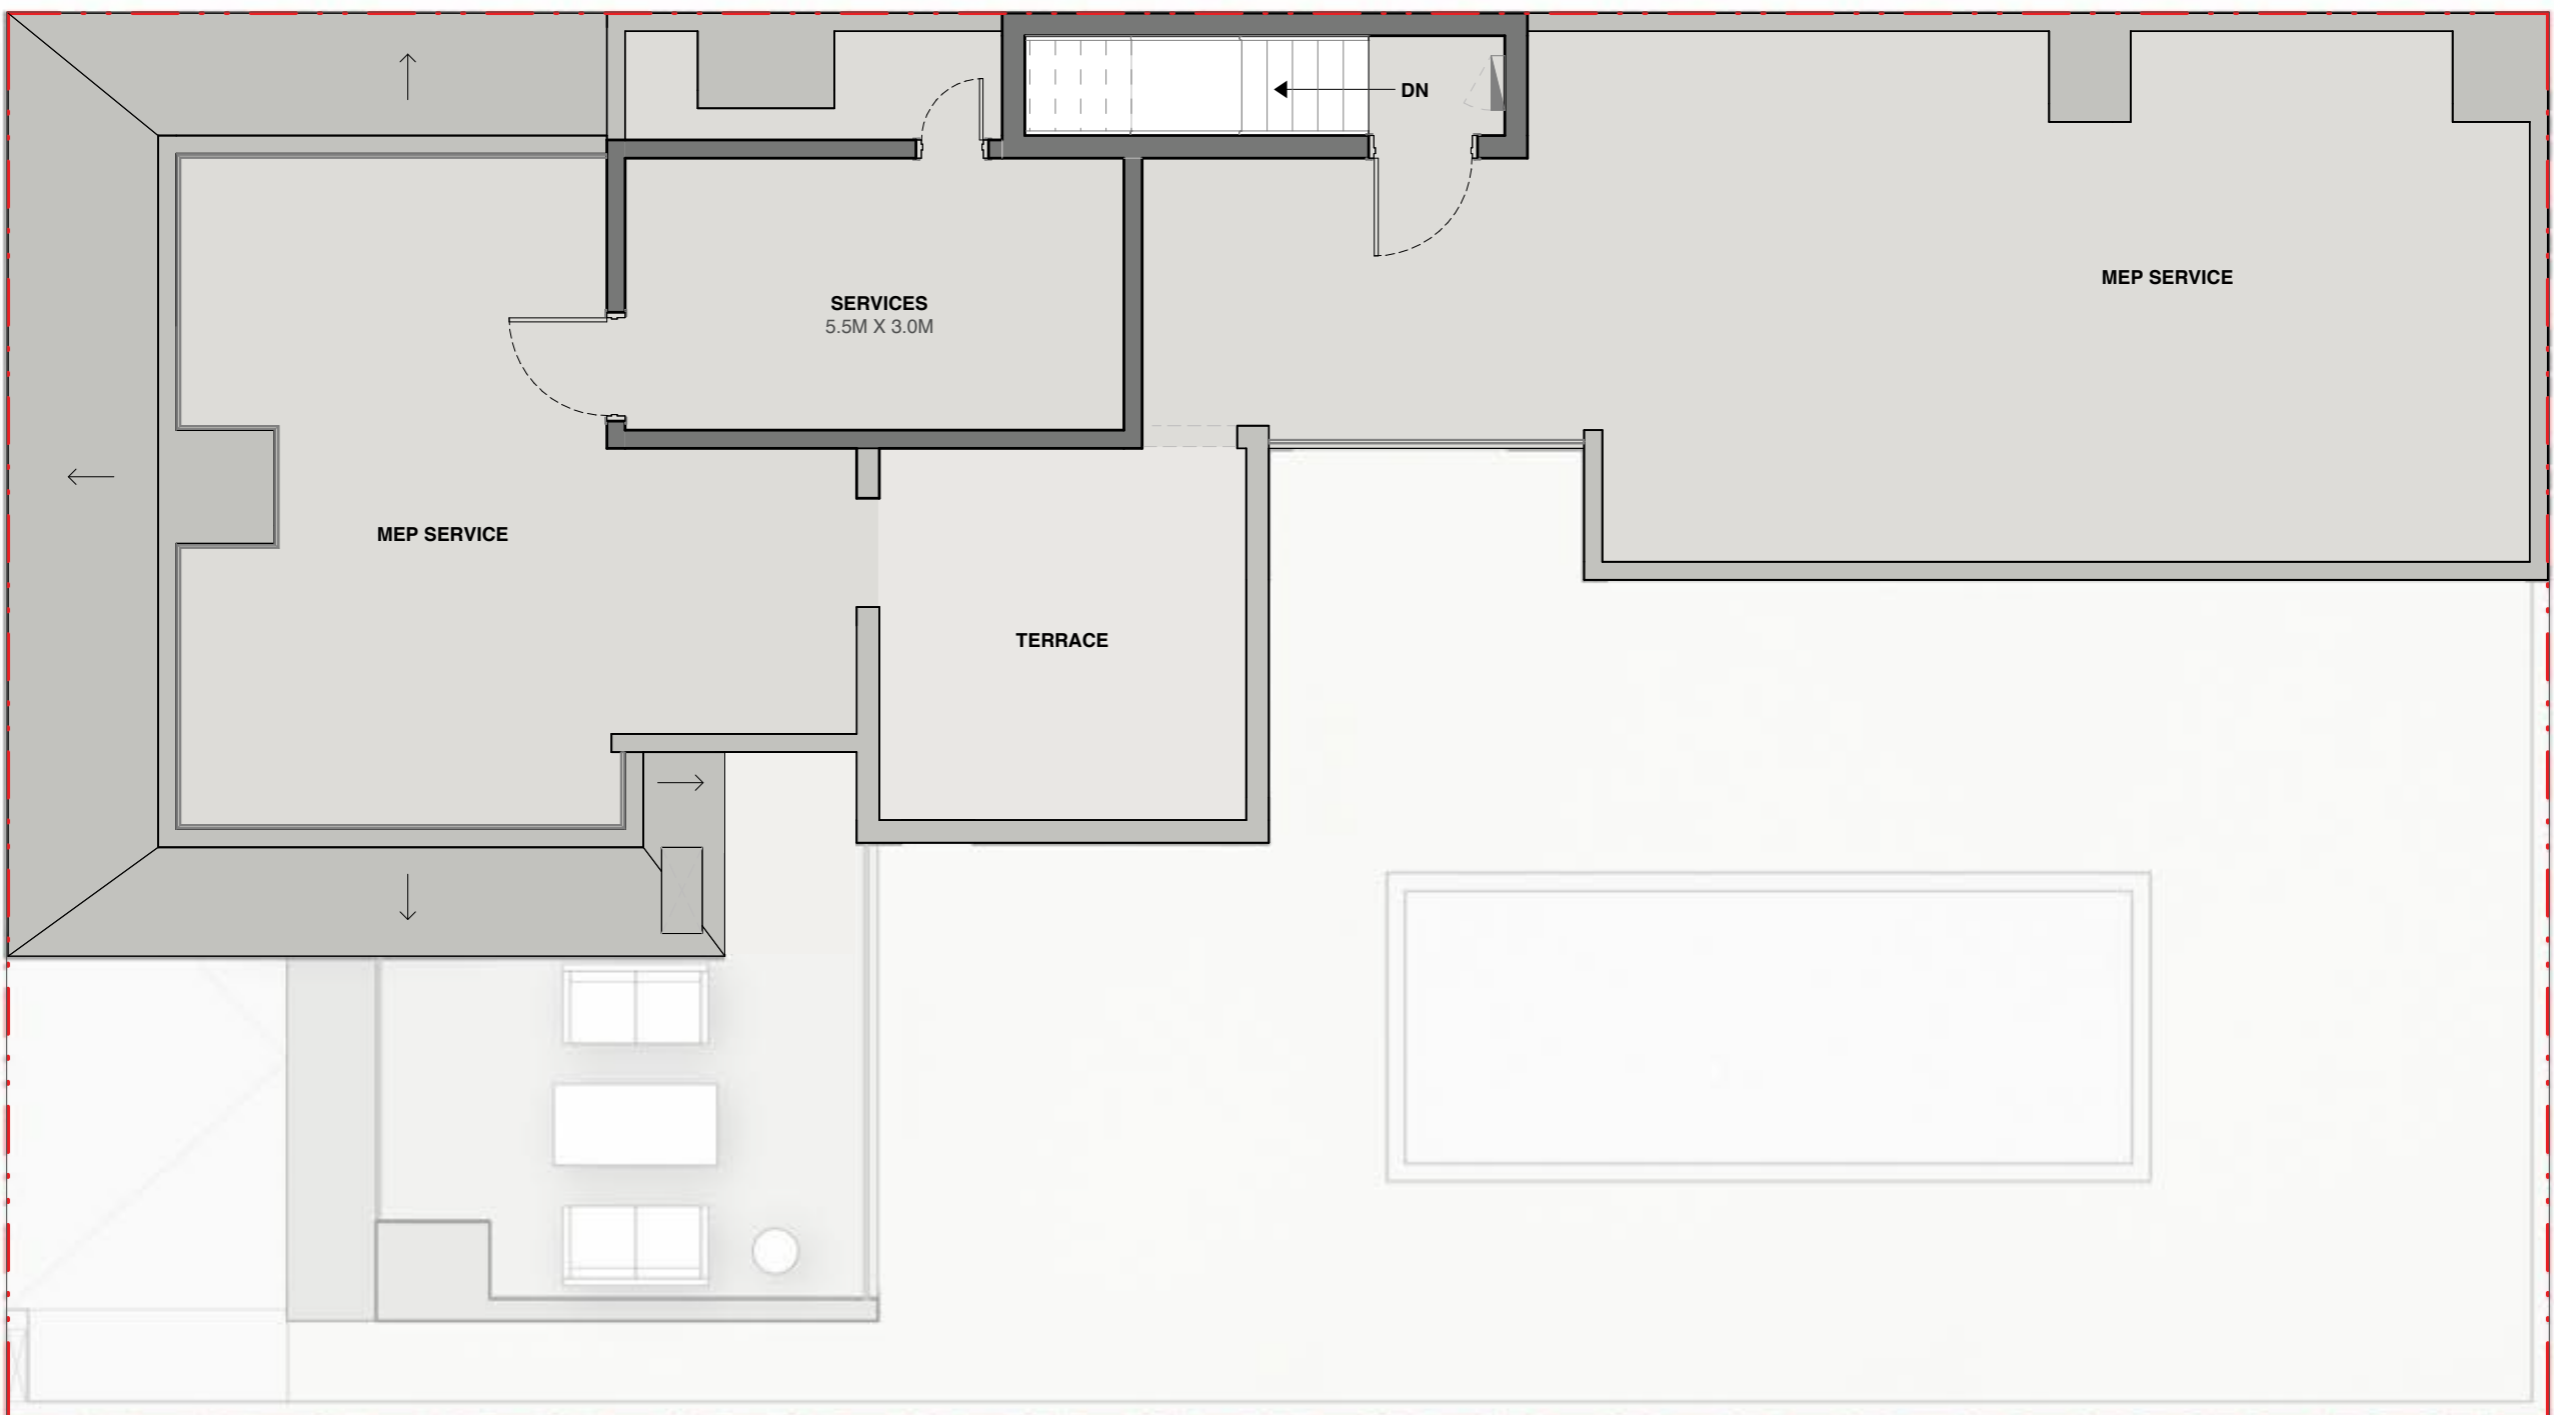 DN
MEP SERVICE
SERVICES
5.5M X 3.0M
MEP SERVICE
TERRACE